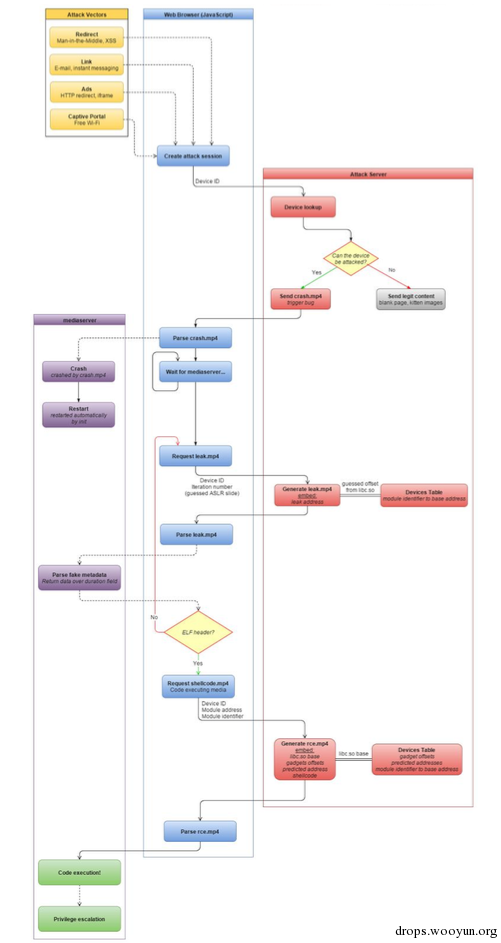 Attack Vectors
Redirect
Man-in-the-Middle, XSS
Link
E-mail, instant messaging
Ads
HTTP redirect, iframe
Captive Portal
Free Wi-Fi
Web Browser (JavaScript)
Create attack session
Device ID
Attack Server
Device lookup
Can the device
be attacked?
Yes
No
Send crash.mp4
trigger bug
Send legit content
blank page, kitten images
mediaserver
Parse crash.mp4
Crash
crashed by crash.mp4
Wait for mediaserver...
Restart
restarted automatically
by init
Request leak.mp4
Device ID
Iteration number
(guessed ASLR slide)
Generate leak.mp4
embed:
leak address
guessed offset
from libc.so
Devices Table
module identifier to base address
Parse leak.mp4
Parse fake metadata
Return data over duration field
No
ELF header?
Yes
Request shellcode.mp4
Code executing media
Device ID
Module address
Module identifier
Generate rce.mp4
embed:
libc.so base
gadgets offsets
predicted address
shellcode
libc.so base
Devices Table
gadget offsets
predicted addresses
module identifier to base address
Parse rce.mp4
Code execution!
Privilege escalation
drops.wooyun.org